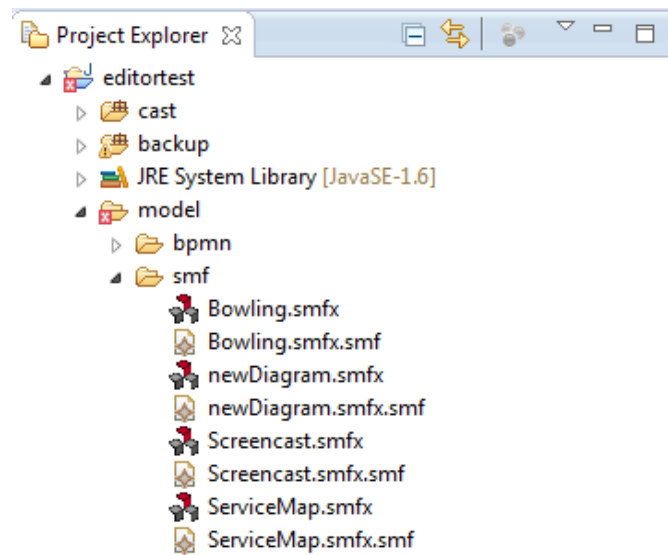 Project Explorer
editortest
cast
backup
JRE System Library [JavaSE-1.6]
model
bpmn
smf
Bowling.smfx
Bowling.smfx.smf
newDiagram.smfx
newDiagram.smfx.smf
Screencast.smfx
Screencast.smfx.smf
ServiceMap.smfx
ServiceMap.smfx.smf